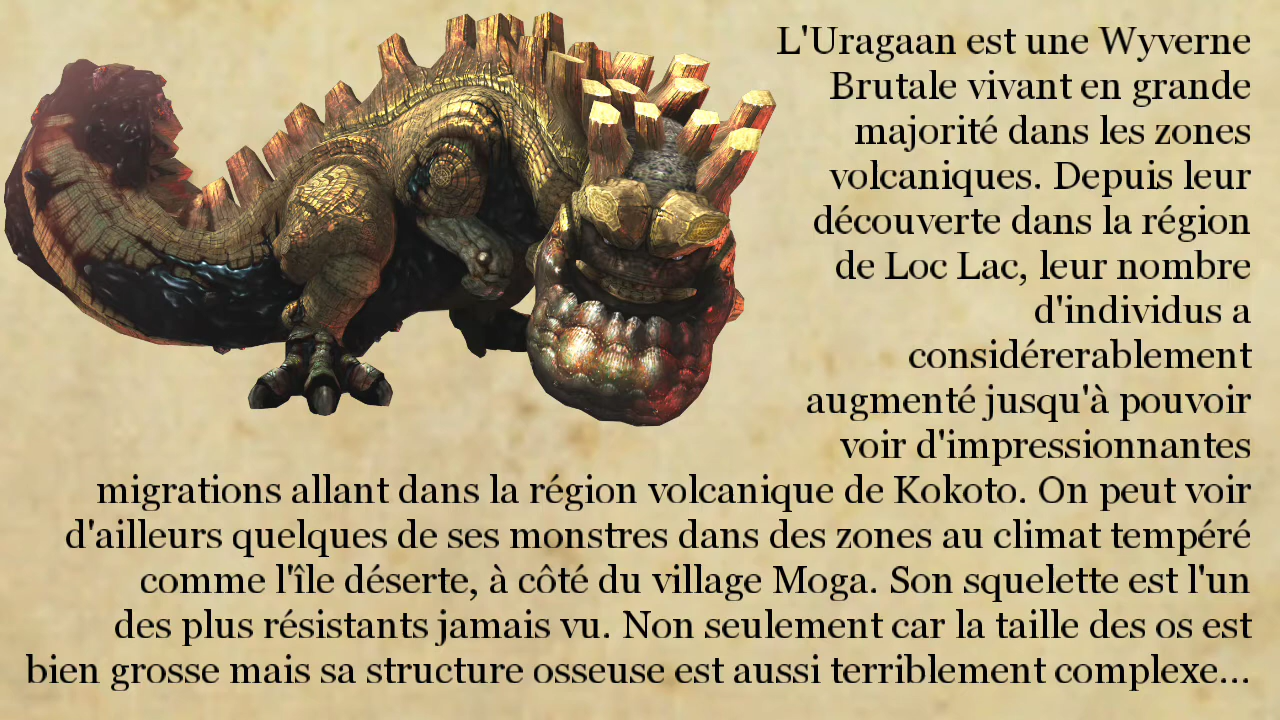 L'Uragaan est une Wyverne
Brutale vivant en grande
majorité dans les zones
volcaniques. Depuis leur
découverte dans la région
de Loc Lac, leur nombre
d'individus a
considérerablement
augmenté jusqu'à pouvoir
voir d'impressionnantes
migrations allant dans la région volcanique de Kokoto. On peut voir
d'ailleurs quelques de ses monstres dans des zones au climat tempéré
comme l'île déserte, à côté du village Moga. Son squelette est l'un
des plus résistants jamais vu. Non seulement car la taille des os est
bien grosse mais sa structure osseuse est aussi terriblement complexe...